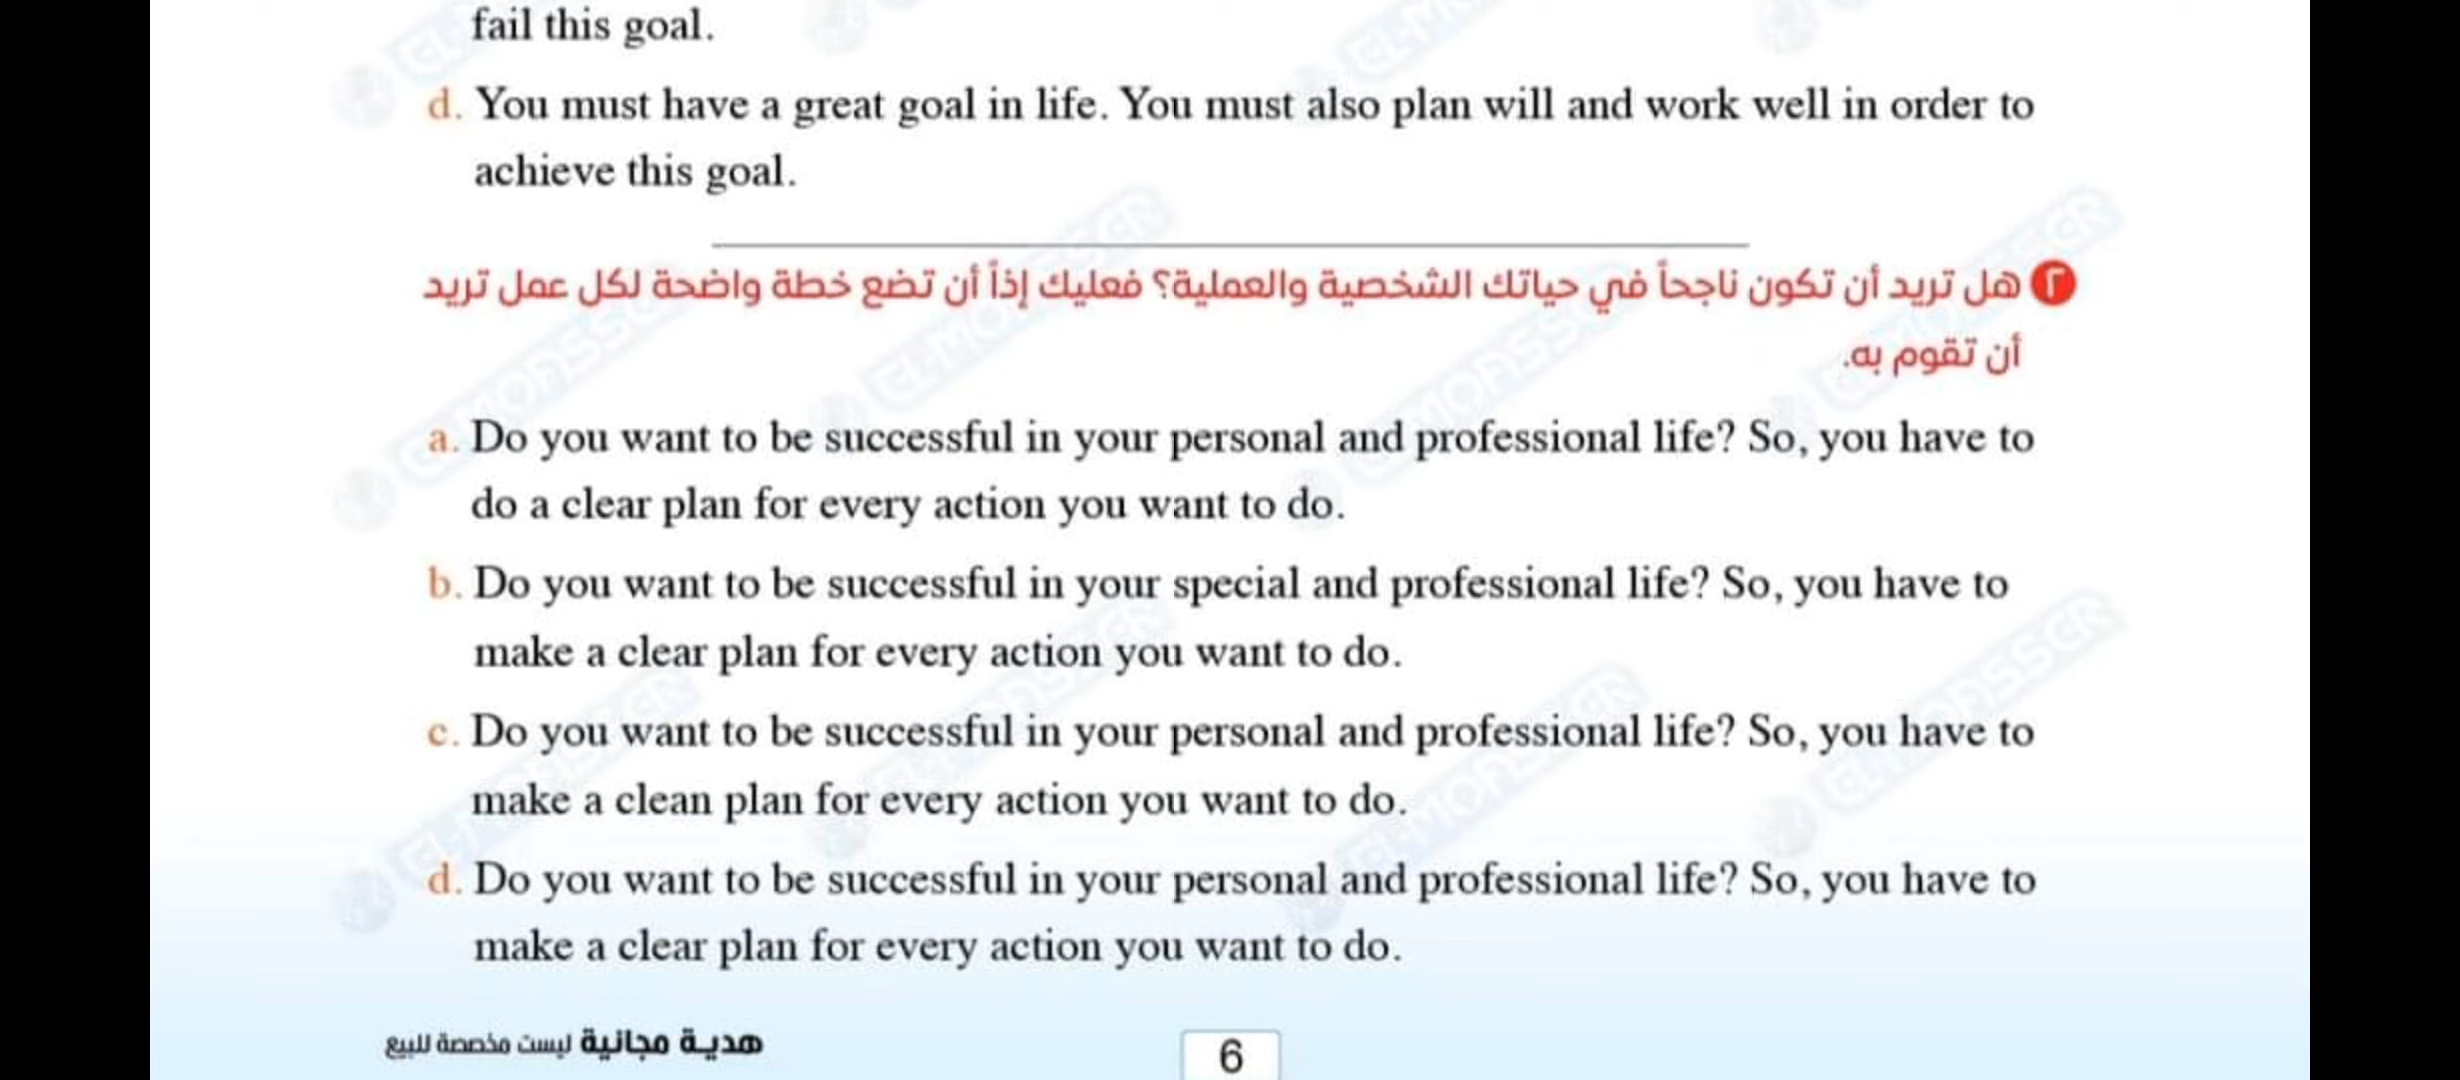 fail this goal.
d. You must have a great goal in life. You must also plan will and work well in order to
achieve this goal.
٢ هل تريد أن تكون ناجحاً في حياتك الشخصية والعملية؟ فعليك إذاً أن تضع خطة واضحة لكل عمل تريد
أن تقوم به.
a. Do you want to be successful in your personal and professional life? So, you have to
do a clear plan for every action you want to do.
b. Do you want to be successful in your special and professional life? So, you have to
make a clear plan for every action you want to do.
c. Do you want to be successful in your personal and professional life? So, you have to
make a clean plan for every action you want to do.
d. Do you want to be successful in your personal and professional life? So, you have to
make a clear plan for every action you want to do.
هدية مجانية ليست مخصصة للبيع
6